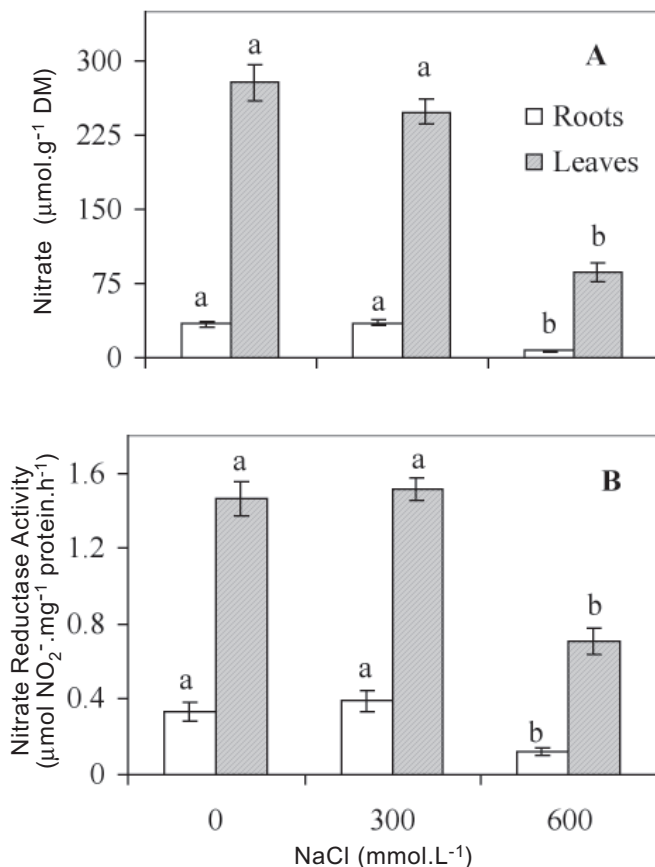 Nitrate (μmol.g⁻¹ DM)
300
225
150
75
0
a
a
a
a
b
b
A
Roots
Leaves
Nitrate Reductase Activity
(μmol NO₂⁻.mg⁻¹ protein.h⁻¹)
1.6
1.2
0.8
0.4
0
a
a
a
a
b
b
B
0 300 600
NaCl (mmol.L⁻¹)